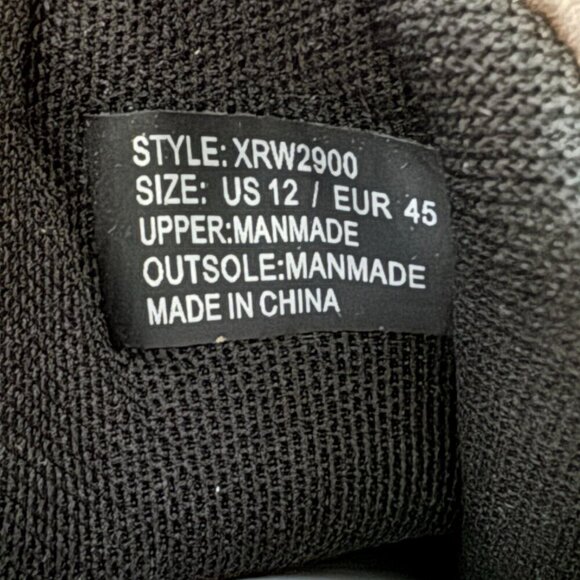 STYLE: XRW2900
SIZE: US 12 / EUR 45
UPPER:MANMADE
OUTSOLE:MANMADE
MADE IN CHINA